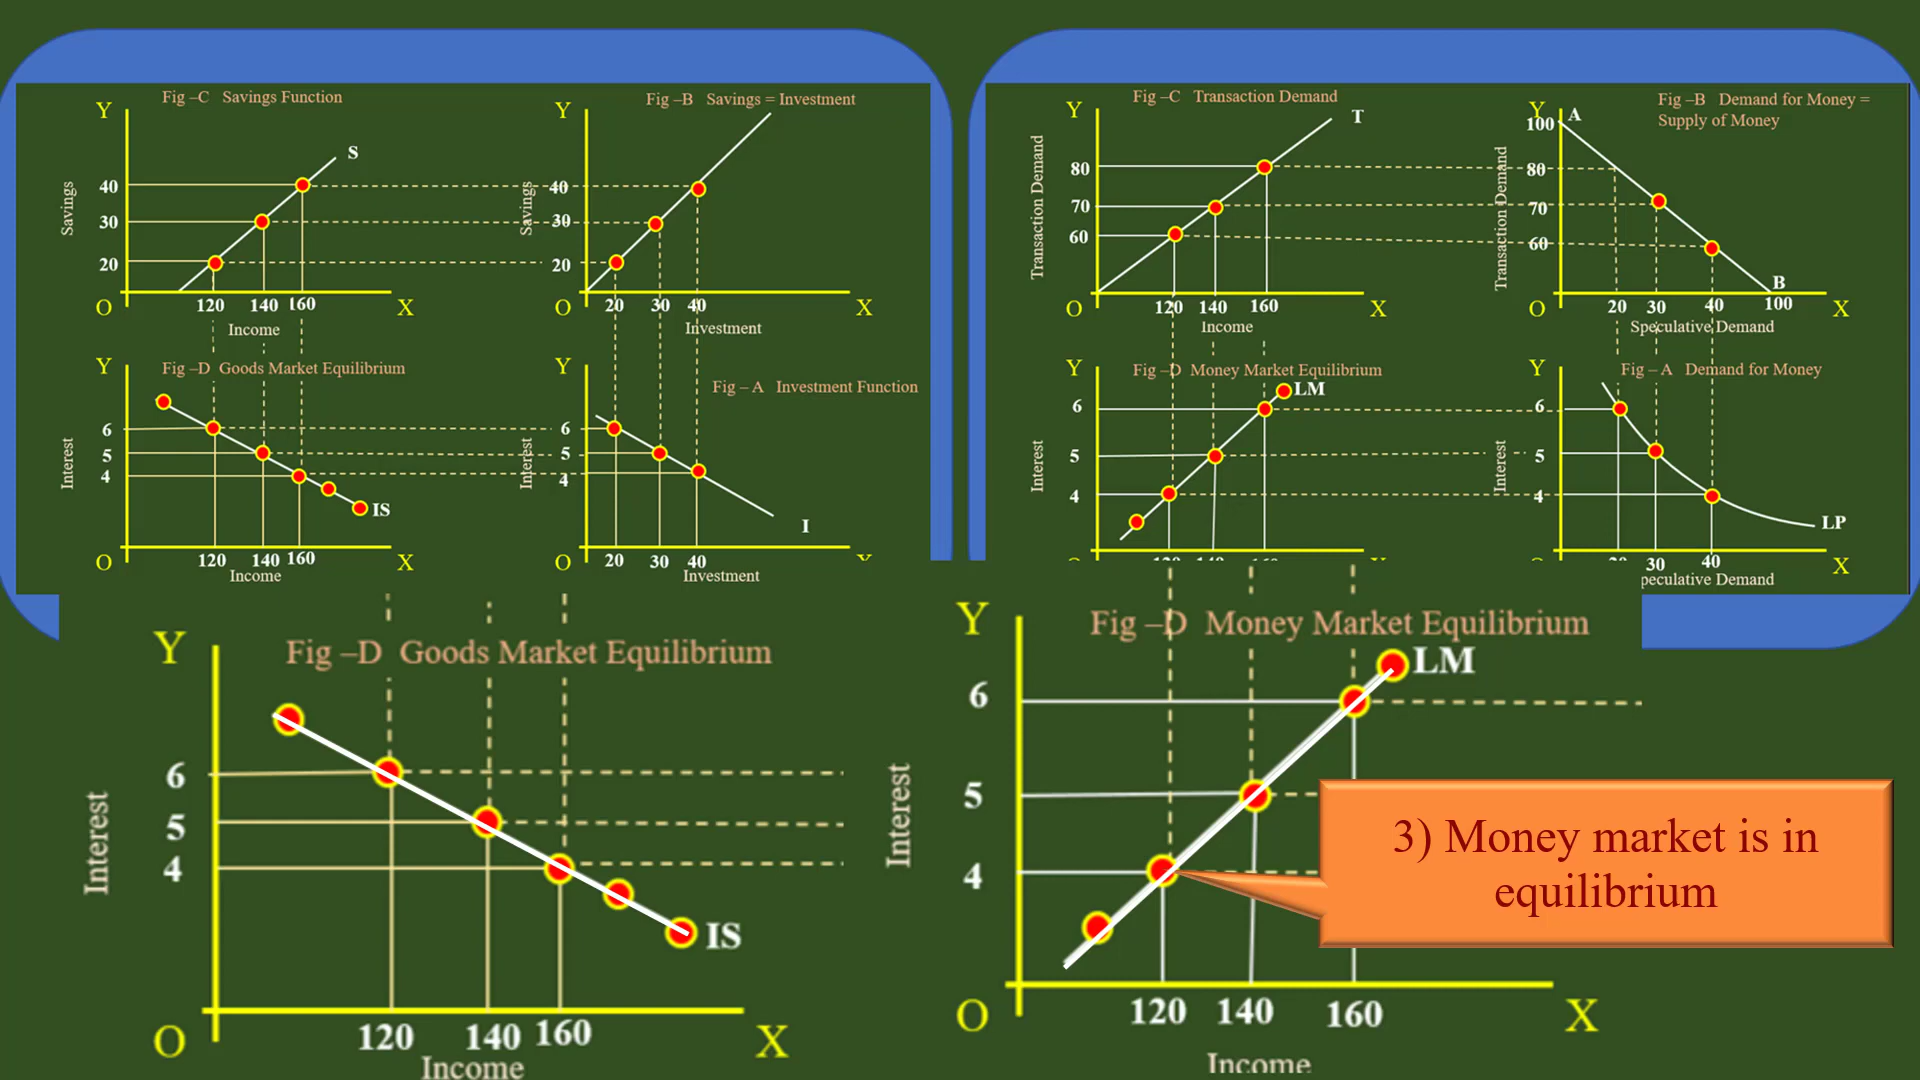 Fig –C Savings Function
Y
S
Savings
40
30
20
O
120 140 160
X
Income
Fig –B Savings = Investment
Y
Savings
40
30
20
O
20 30 40
X
Investment
Fig –D Goods Market Equilibrium
Y
Interest
6
5
4
IS
O
120 140 160
X
Income
Fig – A Investment Function
Y
Interest
6
5
4
I
O
20 30 40
Investment
Fig –C Transaction Demand
Y
T
Transaction Demand
80
70
60
O
120 140 160
X
Income
Fig –B Demand for Money =
Supply of Money
Y
A
100
Transaction Demand
80
70
60
B
O
20 30 40 100
X
Speculative Demand
Fig –D Money Market Equilibrium
Y
LM
Interest
6
5
4
Fig – A Demand for Money
Y
Interest
6
5
4
LP
O
30 40
X
peculative Demand
Fig –D Goods Market Equilibrium
Y
Interest
6
5
4
IS
O
120 140 160
X
Income
Fig –D Money Market Equilibrium
Y
LM
Interest
6
5
4
O
120 140 160
X
Income
3) Money market is in
equilibrium